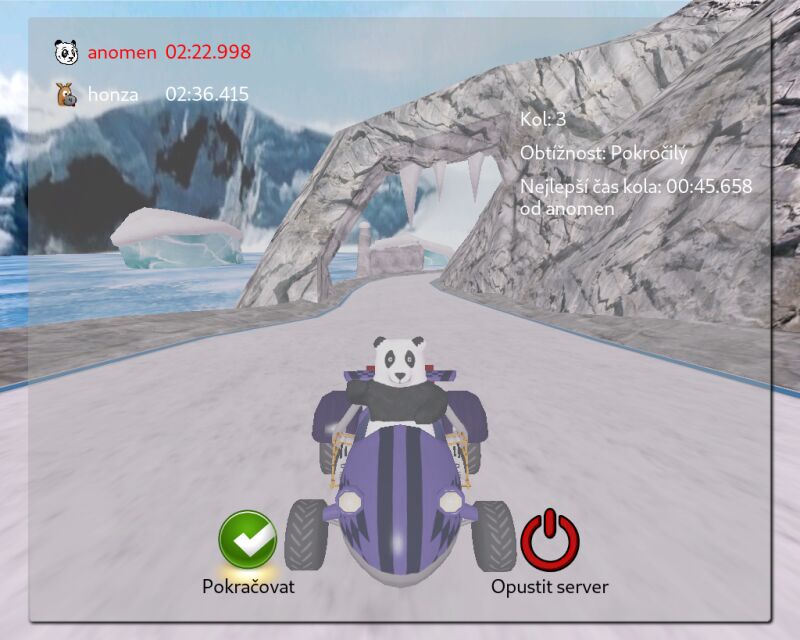 anomen 02:22.998
honza 02:36.415
Kol: 3
Obtížnost: Pokročilý
Nejlepší čas kola: 00:45.658
od anomen
Pokračovat
Opustit server